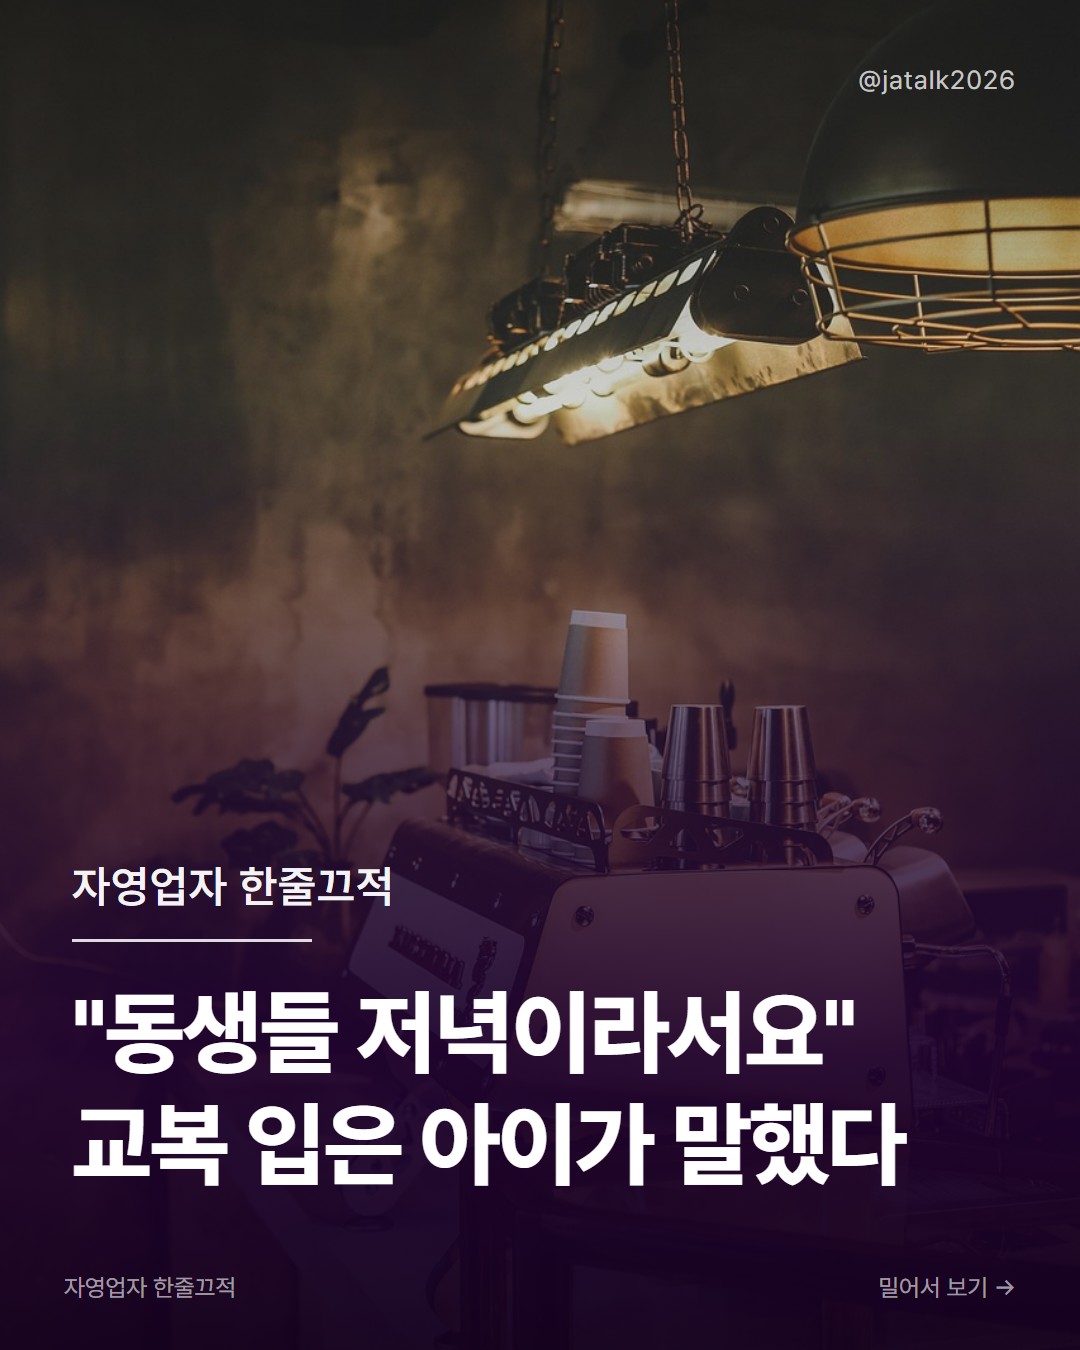 @jatalk2026
자영업자 한줄끄적
"동생들 저녁이라서요"
교복 입은 아이가 말했다
자영업자 한줄끄적
밀어서 보기 →